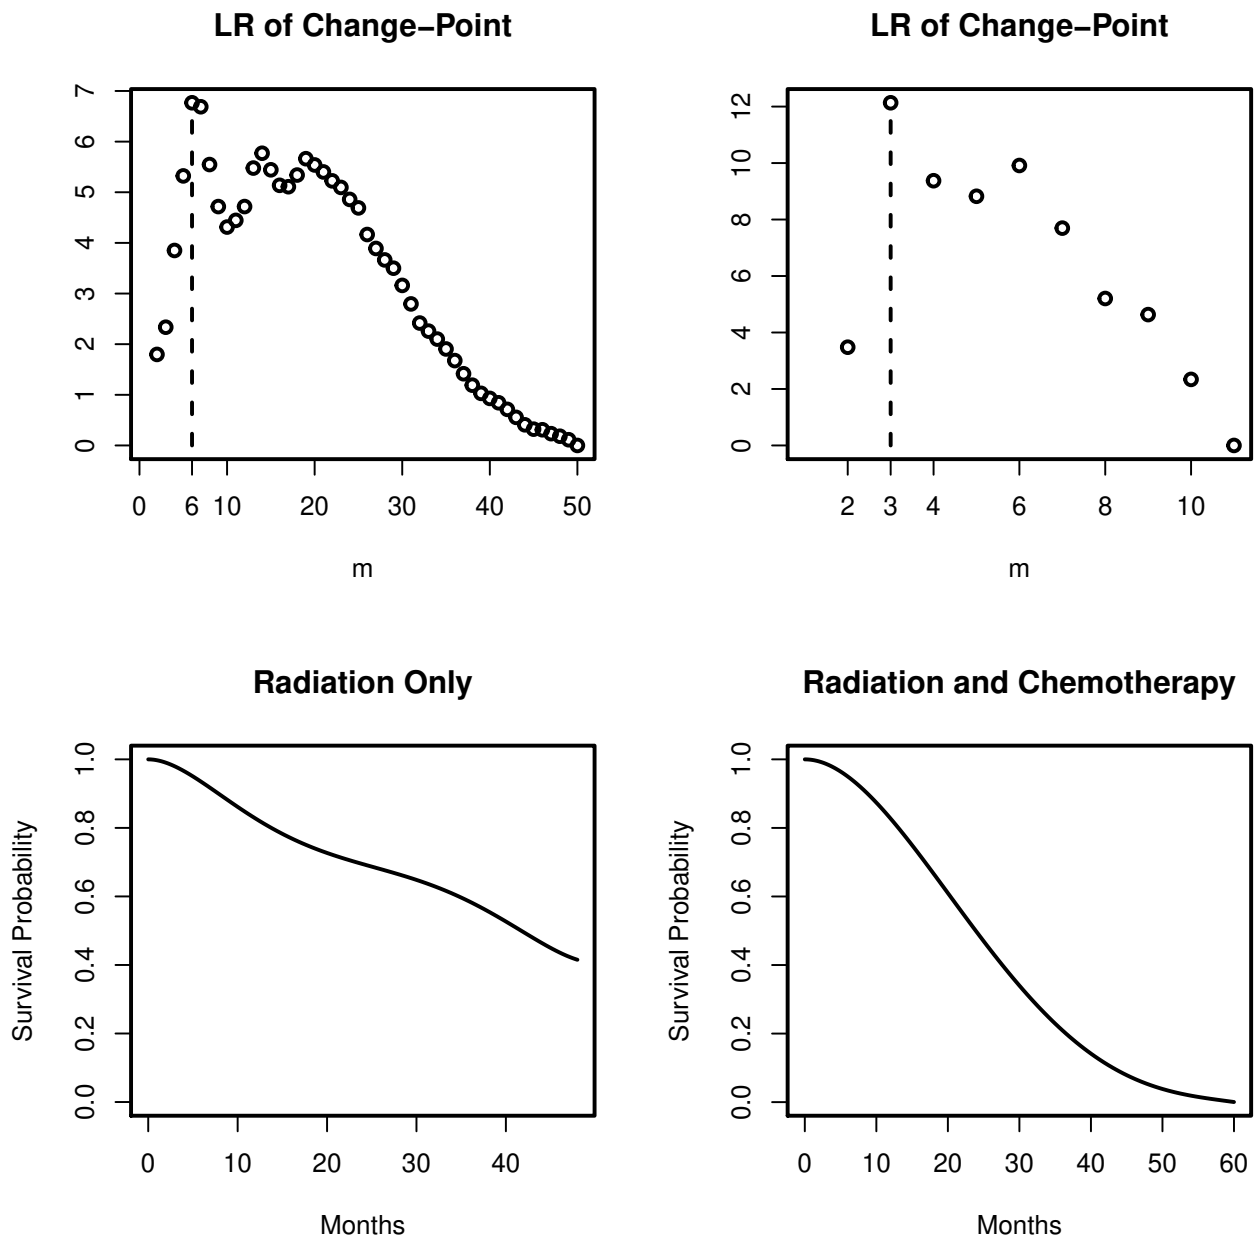 LR of Change−Point
7
6
5
4
3
2
1
0
0 6 10 20 30 40 50
m
LR of Change−Point
12
10
8
6
4
2
0
2 3 4 6 8 10
m
Radiation Only
Survival Probability
1.0
0.8
0.6
0.4
0.2
0.0
0 10 20 30 40
Months
Radiation and Chemotherapy
Survival Probability
1.0
0.8
0.6
0.4
0.2
0.0
0 10 20 30 40 50 60
Months